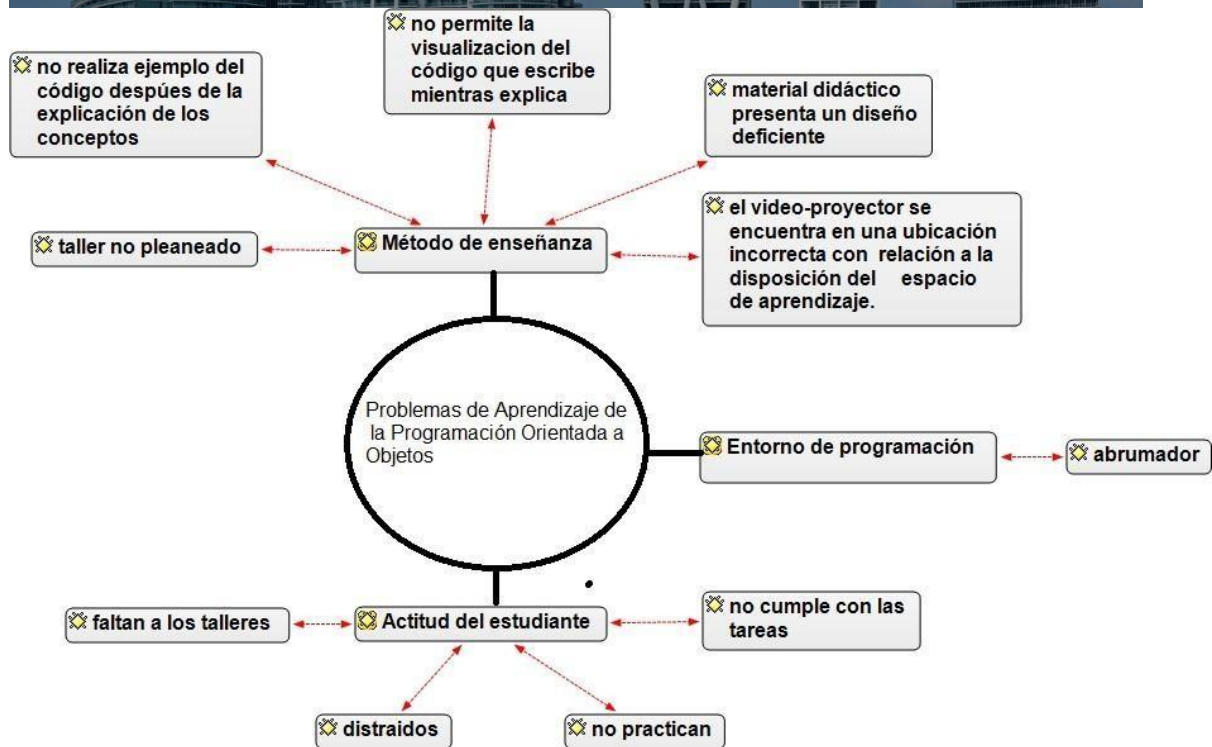 no permite la
visualizacion del
código que escribe
mientras explica
no realiza ejemplo del
código despúes de la
explicación de los
conceptos
material didáctico
presenta un diseño
deficiente
el video-proyector se
encuentra en una ubicación
incorrecta con relación a la
disposición del espacio
de aprendizaje.
taller no pleaneado
Método de enseñanza
Problemas de Aprendizaje de
la Programación Orientada a
Objetos
Entorno de programación
abrumador
faltan a los talleres
Actitud del estudiante
no cumple con las
tareas
distraidos
no practican